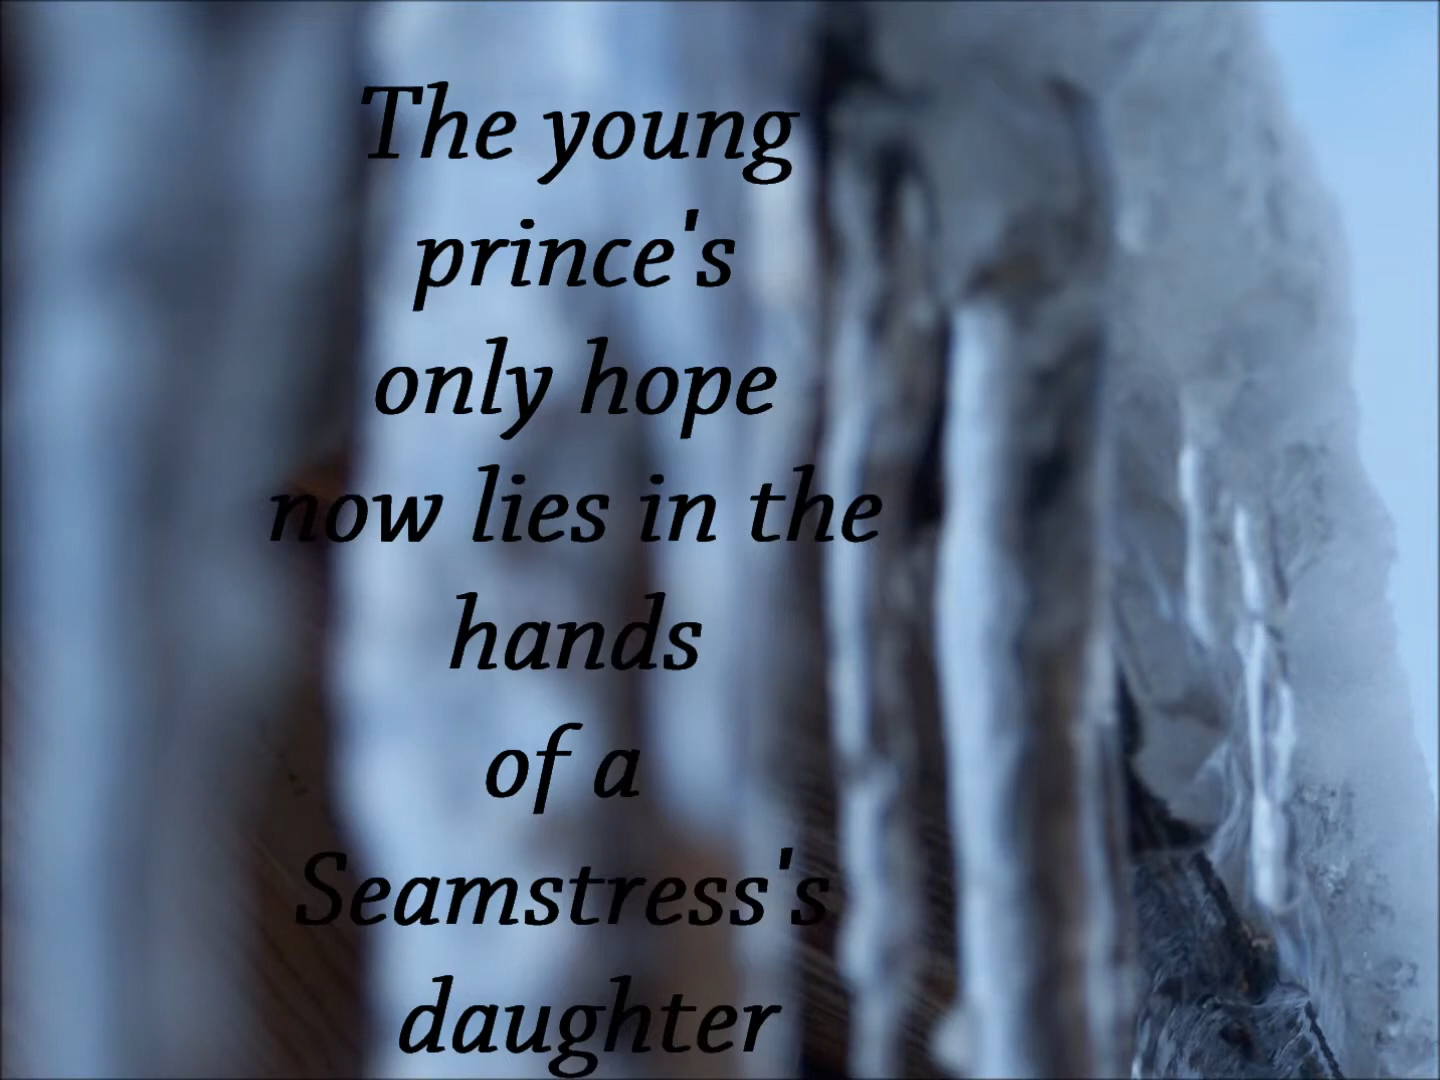 The young
prince's
only hope
now lies in the
hands
of a
Seamstress's
daughter